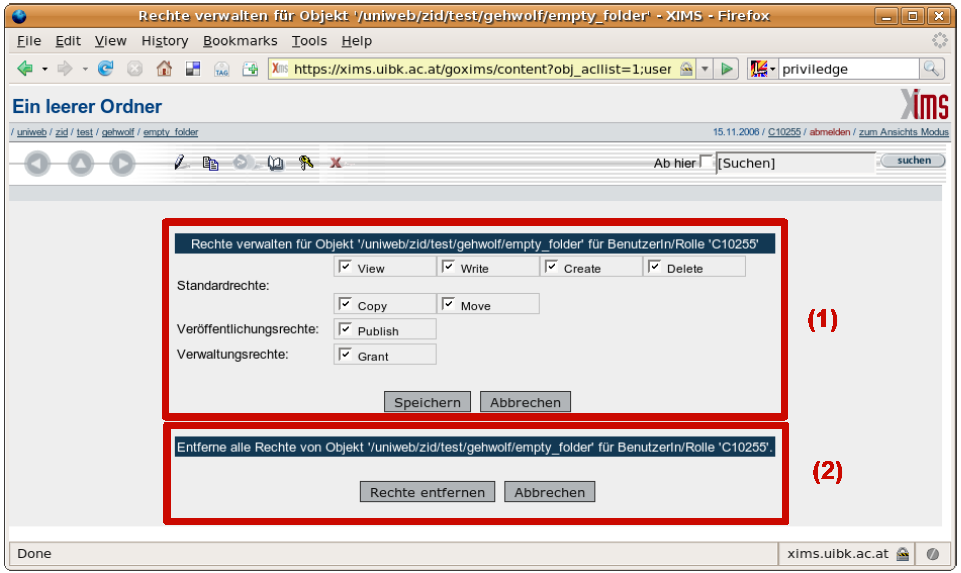 Rechte verwalten für Objekt '/uniweb/zid/test/gehwolf/empty_folder' - XIMS - Firefox
File Edit View History Bookmarks Tools Help
TAG XIMS https://xims.uibk.ac.at/goxims/content?obj_acllist=1;user priviledge
Ein leerer Ordner
Xims
/ uniweb / zid / test / gehwolf / empty_folder
15.11.2006 / C10255 / abmelden / zum Ansichts Modus
Ab hier [Suchen] suchen
Rechte verwalten für Objekt '/uniweb/zid/test/gehwolf/empty_folder' für BenutzerIn/Rolle 'C10255'
View Write Create Delete
Standardrechte:
Copy Move
(1)
Veröffentlichungsrechte: Publish
Verwaltungsrechte: Grant
Speichern Abbrechen
Entferne alle Rechte von Objekt '/uniweb/zid/test/gehwolf/empty_folder' für BenutzerIn/Rolle 'C10255'.
(2)
Rechte entfernen Abbrechen
Done xims.uibk.ac.at